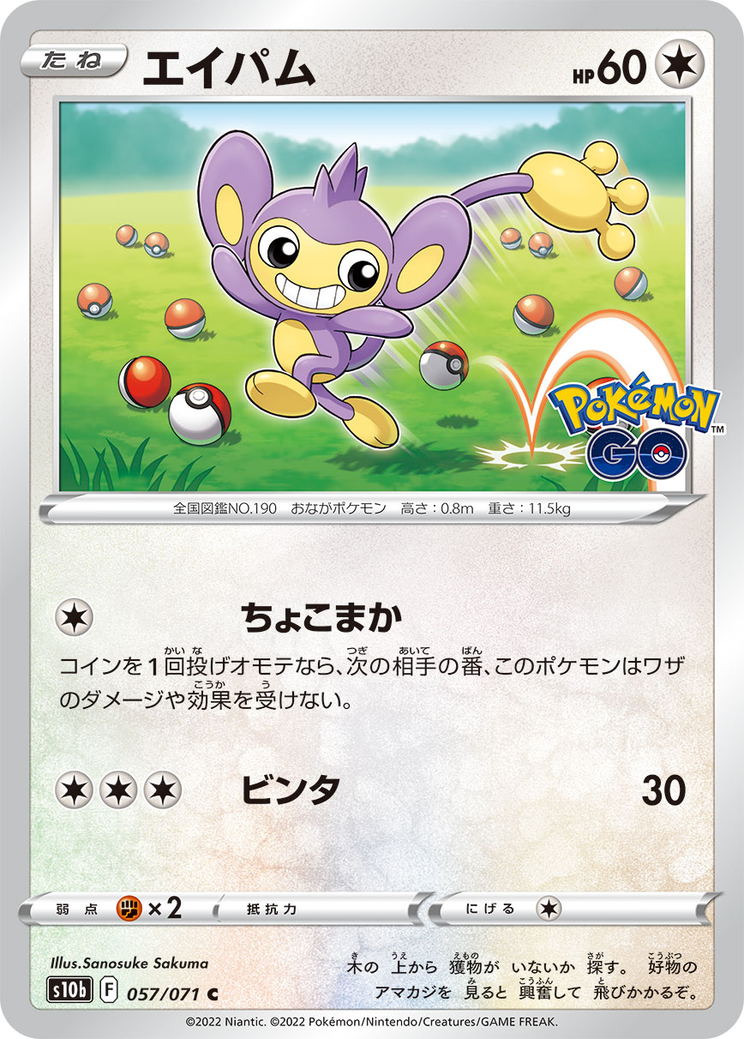 たね エイパム HP60
Pokémon GO™
全国図鑑NO.190 おながポケモン 高さ：0.8m 重さ：11.5kg
ちょこまか
コインを1回投げオモテなら、次の相手の番、このポケモンはワザ
のダメージや効果を受けない。
ビンタ 30
弱点 ×2 抵抗力 にげる
Illus.Sanosuke Sakuma
木の 上から 獲物が いないか 探す。 好物の
アマカジを 見ると 興奮して 飛びかかるぞ。
s10b F 057/071 C
©2022 Niantic. ©2022 Pokémon/Nintendo/Creatures/GAME FREAK.